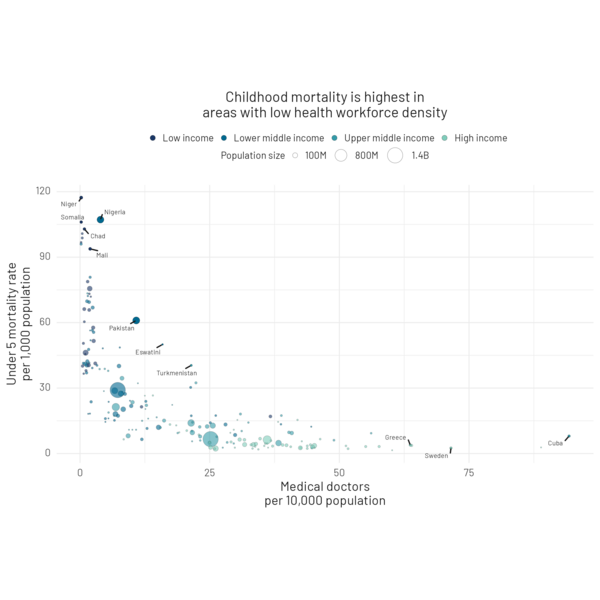 Childhood mortality is highest in
areas with low health workforce density
Low income Lower middle income Upper middle income High income
Population size 100M 800M 1.4B
Under 5 mortality rate
per 1,000 population
120
90
60
30
0
Niger
Nigeria
Somalia
Chad
Mali
Pakistan
Eswatini
Turkmenistan
Greece
Sweden
Cuba
0 25 50 75
Medical doctors
per 10,000 population